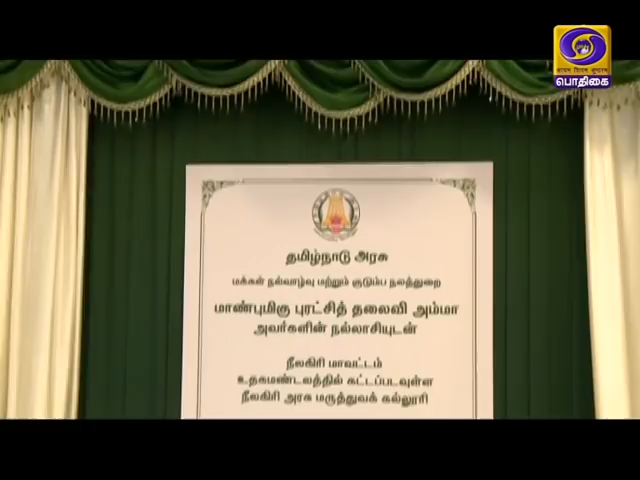 பொதிகை
தமிழ்நாடு அரசு
மக்கள் நல்வாழ்வு மற்றும் குடும்ப நலத்துறை
மாண்புமிகு புரட்சித் தலைவி அம்மா
அவர்களின் நல்லாசியுடன்
நீலகிரி மாவட்டம்
உதகமண்டலத்தில் கட்டப்படவுள்ள
நீலகிரி அரசு மருத்துவக் கல்லூரி